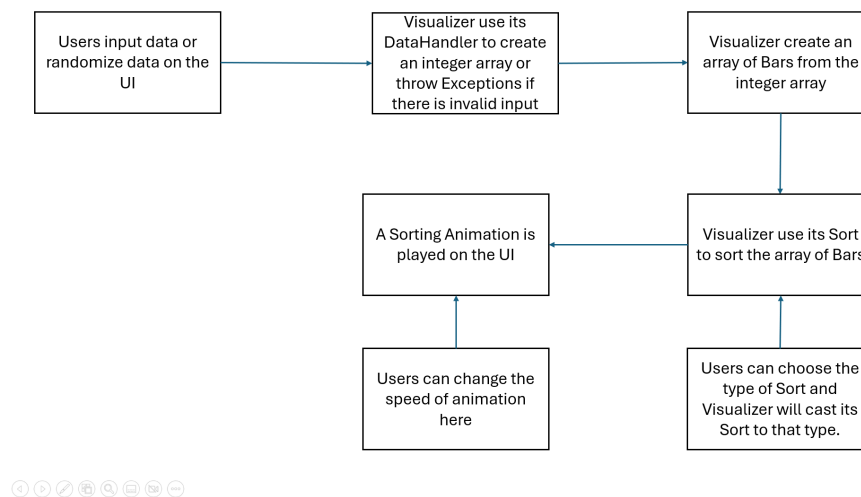 Users input data or
randomize data on the
UI
Visualizer use its
DataHandler to create
an integer array or
throw Exceptions if
there is invalid input
Visualizer create an
array of Bars from the
integer array
A Sorting Animation is
played on the UI
Visualizer use its Sort
to sort the array of Bars
Users can change the
speed of animation
here
Users can choose the
type of Sort and
Visualizer will cast its
Sort to that type.